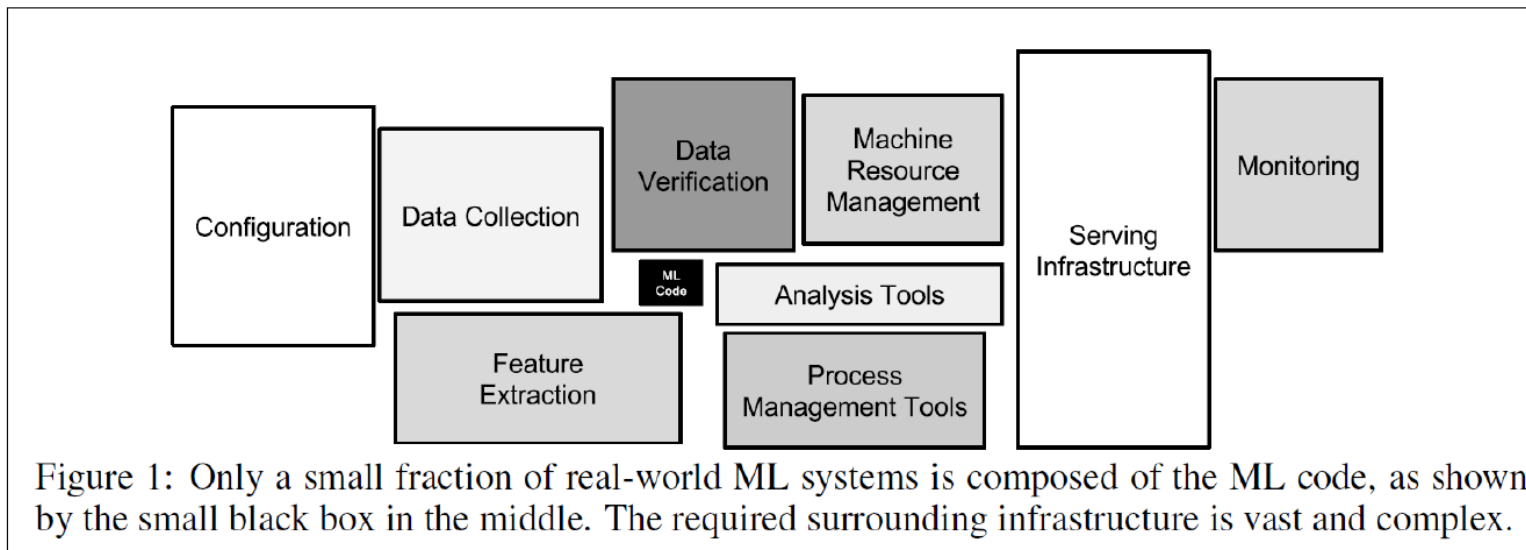 Configuration
Data Collection
Data
Verification
Machine
Resource
Management
Serving
Infrastructure
Monitoring
ML
Code
Analysis Tools
Feature
Extraction
Process
Management Tools
Figure 1: Only a small fraction of real-world ML systems is composed of the ML code, as shown
by the small black box in the middle. The required surrounding infrastructure is vast and complex.